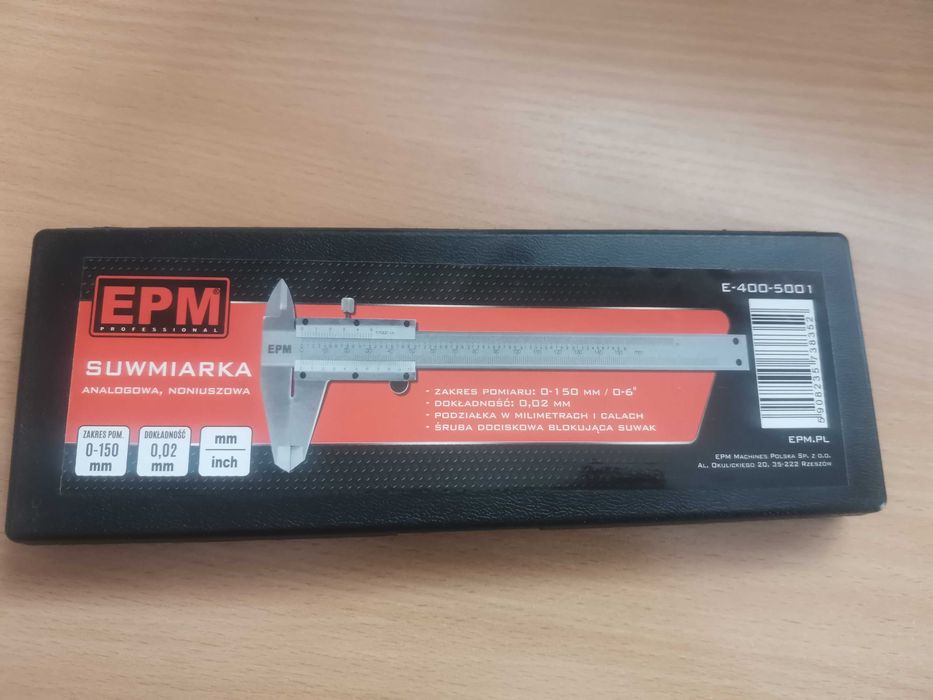 EPM®
PROFESSIONAL
SUWMIARKA
ANALOGOWA, NONIUSZOWA
ZAKRES POM.
0-150
mm
DOKŁADNOŚĆ
0,02
mm
mm
inch
EPM
- ZAKRES POMIARU: 0-150 MM / 0-6"
- DOKŁADNOŚĆ: 0,02 MM
- PODZIAŁKA W MILIMETRACH I CALACH
- ŚRUBA DOCISKOWA BLOKUJĄCA SUWAK
E-400-5001
5908235738352
EPM.PL
EPM MACHINES POLSKA SP. Z O.O.
AL. OKULICKIEGO 20, 35-222 RZESZÓW